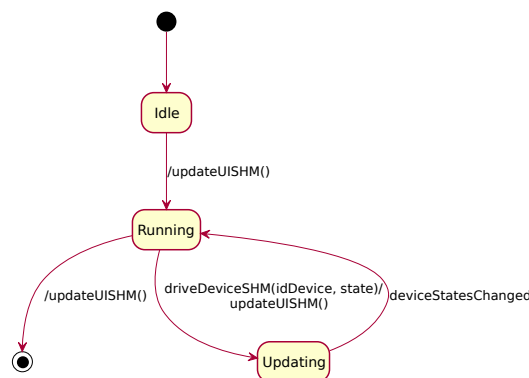 Idle
/updateUISHM()
Running
/updateUISHM()
driveDeviceSHM(idDevice, state)/
updateUISHM()
deviceStatesChanged
Updating